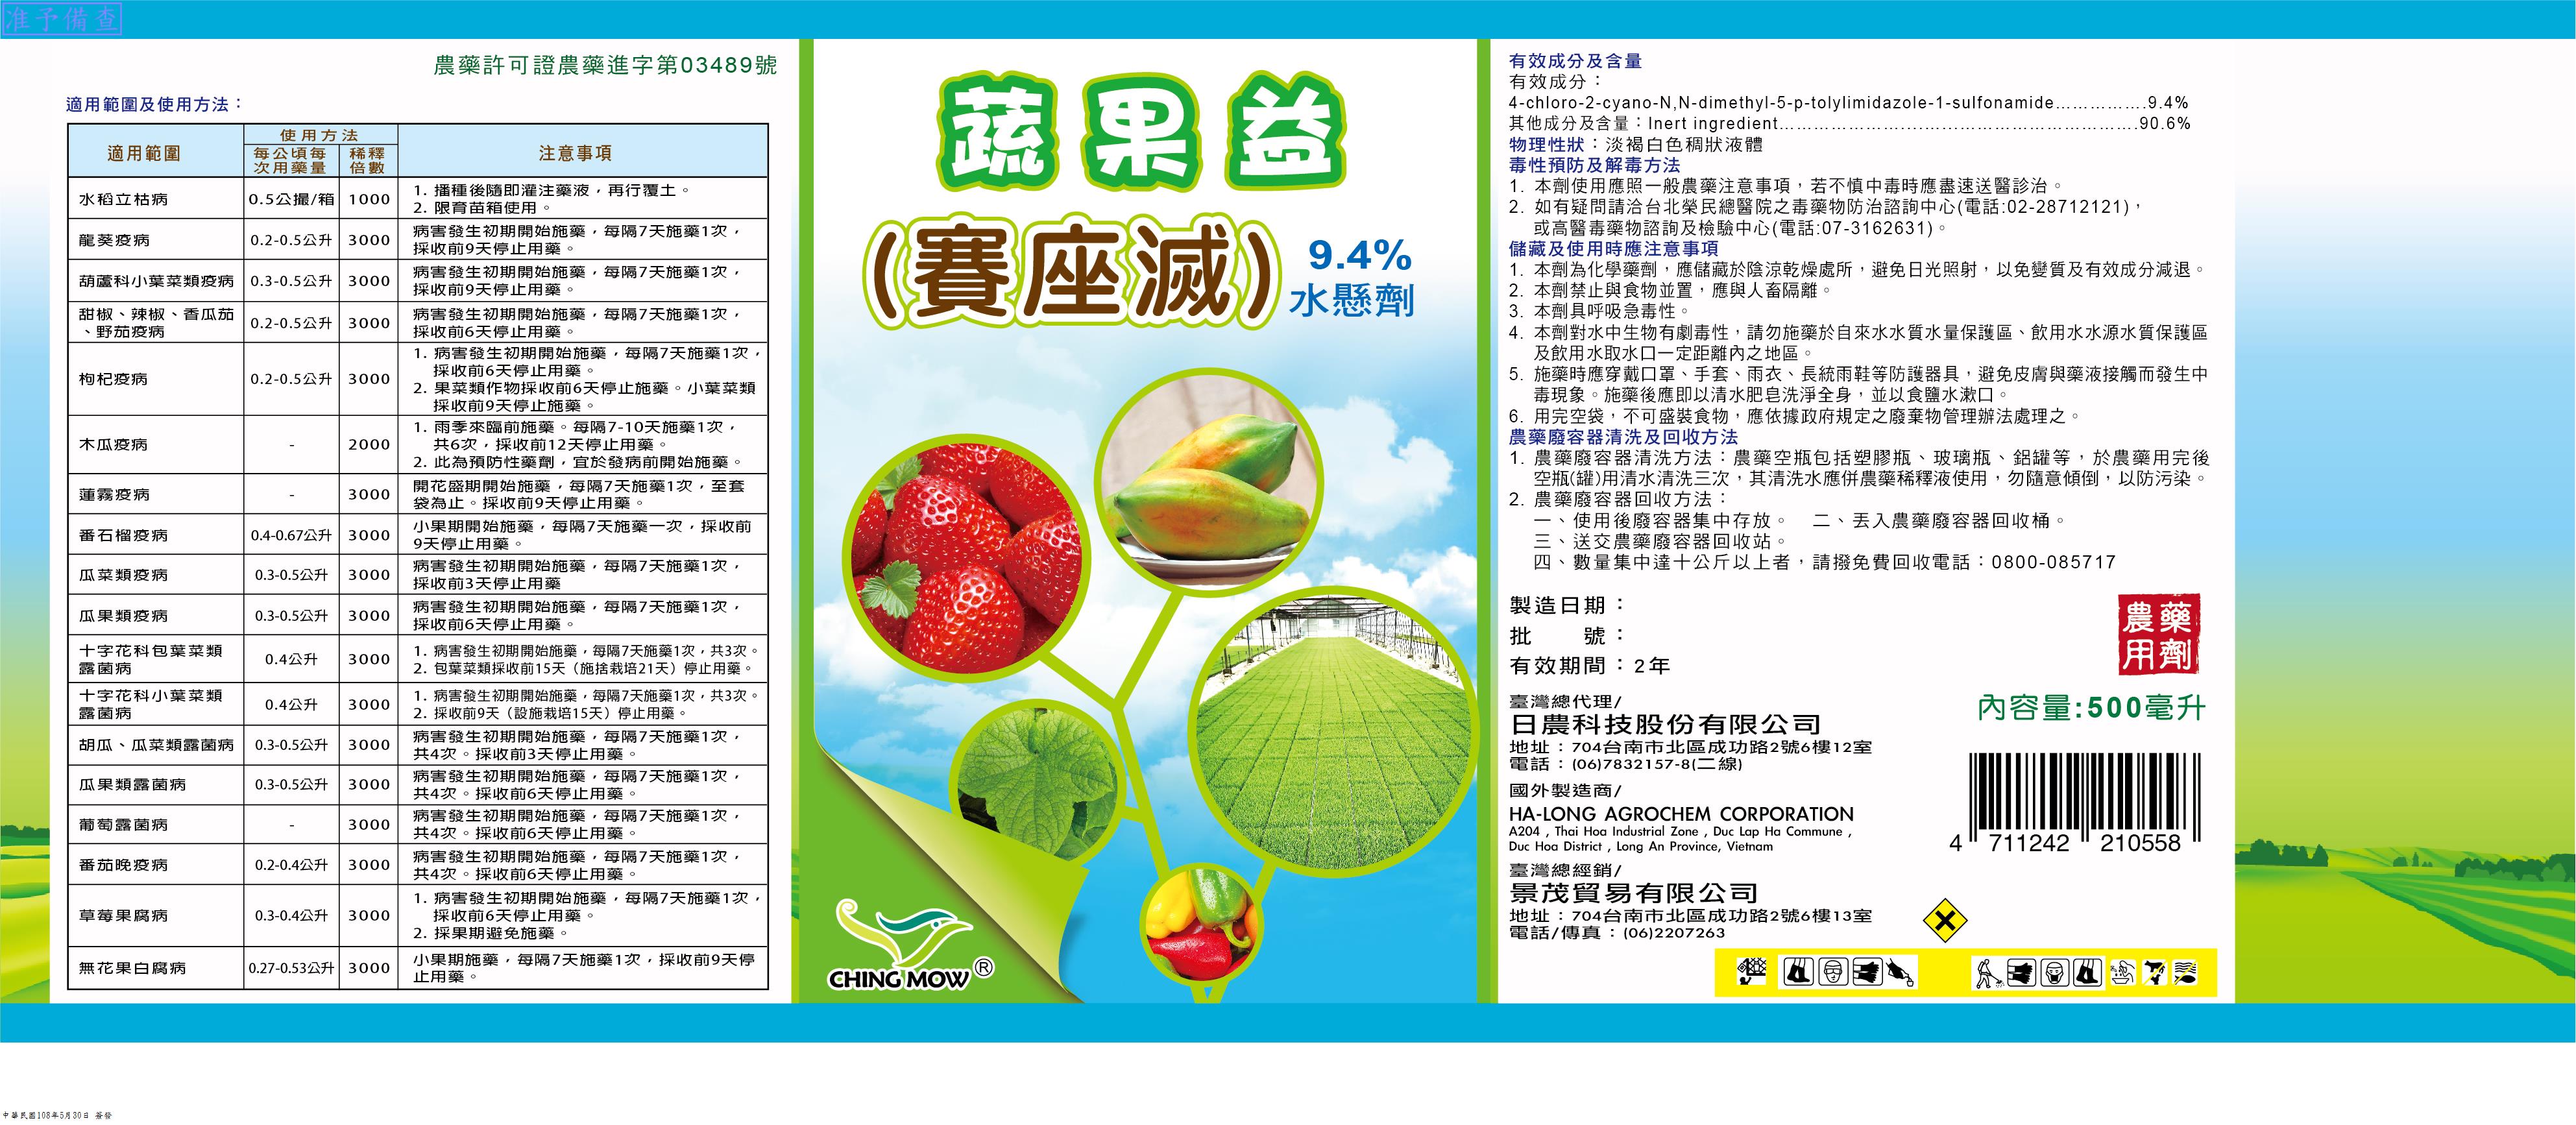 准予備查
農藥許可證農藥進字第03489號
適用範圍及使用方法：
適用範圍
使用方法
每公頃每
次用藥量
稀釋
倍數
注意事項
水稻立枯病
0.5公撮/箱
1000
1. 播種後隨即灌注藥液，再行覆土。
2. 限育苗箱使用。
龍葵疫病
0.2-0.5公升
3000
病害發生初期開始施藥，每隔7天施藥1次，
採收前9天停止用藥。
葫蘆科小葉菜類疫病
0.3-0.5公升
3000
病害發生初期開始施藥，每隔7天施藥1次，
採收前9天停止用藥。
甜椒、辣椒、香瓜茄
、野茄疫病
0.2-0.5公升
3000
病害發生初期開始施藥，每隔7天施藥1次，
採收前6天停止用藥。
枸杞疫病
0.2-0.5公升
3000
1. 病害發生初期開始施藥，每隔7天施藥1次，
採收前6天停止用藥。
2. 果菜類作物採收前6天停止施藥。小葉菜類
採收前9天停止施藥。
木瓜疫病
-
2000
1. 雨季來臨前施藥。每隔7-10天施藥1次，
共6次，採收前12天停止用藥。
2. 此為預防性藥劑，宜於發病前開始施藥。
蓮霧疫病
-
3000
開花盛期開始施藥，每隔7天施藥1次，至套
袋為止。採收前9天停止用藥。
番石榴疫病
0.4-0.67公升
3000
小果期開始施藥，每隔7天施藥一次，採收前
9天停止用藥。
瓜菜類疫病
0.3-0.5公升
3000
病害發生初期開始施藥，每隔7天施藥1次，
採收前3天停止用藥
瓜果類疫病
0.3-0.5公升
3000
病害發生初期開始施藥，每隔7天施藥1次，
採收前6天停止用藥。
十字花科包葉菜類
露菌病
0.4公升
3000
1. 病害發生初期開始施藥，每隔7天施藥1次，共3次。
2. 包葉菜類採收前15天（施捨栽培21天）停止用藥。
十字花科小葉菜類
露菌病
0.4公升
3000
1. 病害發生初期開始施藥，每隔7天施藥1次，共3次。
2. 採收前9天（設施栽培15天）停止用藥。
胡瓜、瓜菜類露菌病
0.3-0.5公升
3000
病害發生初期開始施藥，每隔7天施藥1次，
共4次。採收前3天停止用藥。
瓜果類露菌病
0.3-0.5公升
3000
病害發生初期開始施藥，每隔7天施藥1次，
共4次。採收前6天停止用藥。
葡萄露菌病
-
3000
病害發生初期開始施藥，每隔7天施藥1次，
共4次。採收前6天停止用藥。
番茄晚疫病
0.2-0.4公升
3000
病害發生初期開始施藥，每隔7天施藥1次，
共4次。採收前6天停止用藥。
草莓果腐病
0.3-0.4公升
3000
1. 病害發生初期開始施藥，每隔7天施藥1次，
採收前6天停止用藥。
2. 採果期避免施藥。
無花果白腐病
0.27-0.53公升
3000
小果期施藥，每隔7天施藥1次，採收前9天停
止用藥。
蔬果益
(賽座滅)
9.4%
水懸劑
CHING MOW®
有效成分及含量
有效成分：
4-chloro-2-cyano-N,N-dimethyl-5-p-tolylimidazole-1-sulfonamide................9.4%
其他成分及含量：Inert ingredient............................................................90.6%
物理性狀：淡褐白色稠狀液體
毒性預防及解毒方法
1. 本劑使用應照一般農藥注意事項，若不慎中毒時應盡速送醫診治。
2. 如有疑問請洽台北榮民總醫院之毒藥物防治諮詢中心(電話:02-28712121)，
或高醫毒藥物諮詢及檢驗中心(電話:07-3162631)。
儲藏及使用時應注意事項
1. 本劑為化學藥劑，應儲藏於陰涼乾燥處所，避免日光照射，以免變質及有效成分減退。
2. 本劑禁止與食物並置，應與人畜隔離。
3. 本劑具呼吸急毒性。
4. 本劑對水中生物有劇毒性，請勿施藥於自來水水質水量保護區、飲用水水源水質保護區
及飲用水取水口一定距離內之地區。
5. 施藥時應穿戴口罩、手套、雨衣、長統雨鞋等防護器具，避免皮膚與藥液接觸而發生中
毒現象。施藥後應即以清水肥皂洗淨全身，並以食鹽水漱口。
6. 用完空袋，不可盛裝食物，應依據政府規定之廢棄物管理辦法處理之。
農藥廢容器清洗及回收方法
1. 農藥廢容器清洗方法：農藥空瓶包括塑膠瓶、玻璃瓶、鋁罐等，於農藥用完後
空瓶(罐)用清水清洗三次，其清洗水應併農藥稀釋液使用，勿隨意傾倒，以防污染。
2. 農藥廢容器回收方法：
一、使用後廢容器集中存放。 二、丟入農藥廢容器回收桶。
三、送交農藥廢容器回收站。
四、數量集中達十公斤以上者，請撥免費回收電話：0800-085717
製造日期：
批　　號：
有效期間：2年
農藥
用劑
內容量:500毫升
臺灣總代理/
日農科技股份有限公司
地址：704台南市北區成功路2號6樓12室
電話：(06)7832157-8(二線)
國外製造商/
HA-LONG AGROCHEM CORPORATION
A204 , Thai Hoa Industrial Zone , Duc Lap Ha Commune ,
Duc Hoa District , Long An Province, Vietnam
4 711242 210558
臺灣總經銷/
景茂貿易有限公司
地址：704台南市北區成功路2號6樓13室
電話/傳真：(06)2207263
中華民國108年5月30日 簽發